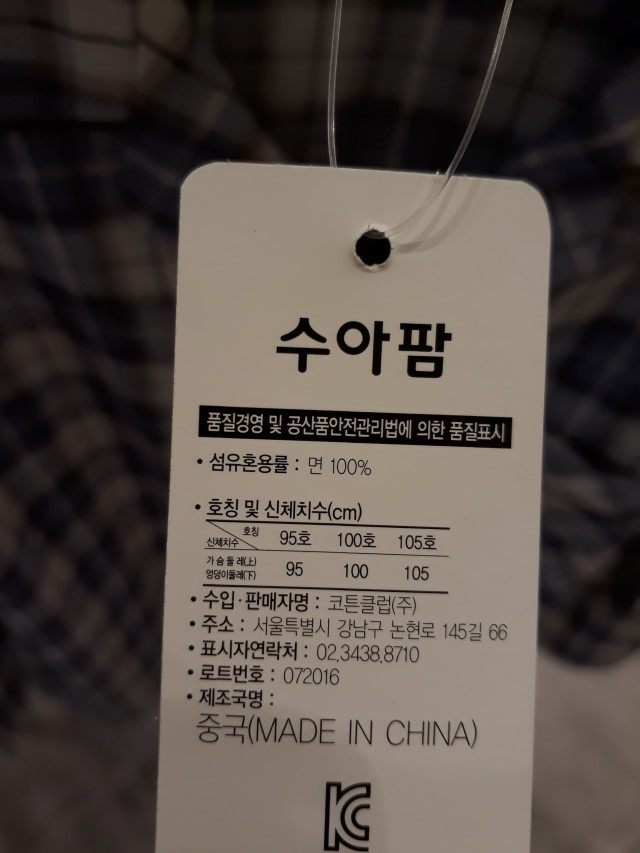 수아팜
품질경영 및 공산품안전관리법에 의한 품질표시
• 섬유혼용률 : 면 100%
• 호칭 및 신체치수(cm)
신체치수 호칭 95호 100호 105호
가슴둘레(上)
엉덩이둘레(下) 95 100 105
• 수입·판매자명 : 코튼클럽(주)
• 주소 : 서울특별시 강남구 논현로 145길 66
• 표시자연락처 : 02.3438.8710
• 로트번호 : 072016
• 제조국명 :
중국(MADE IN CHINA)
KC